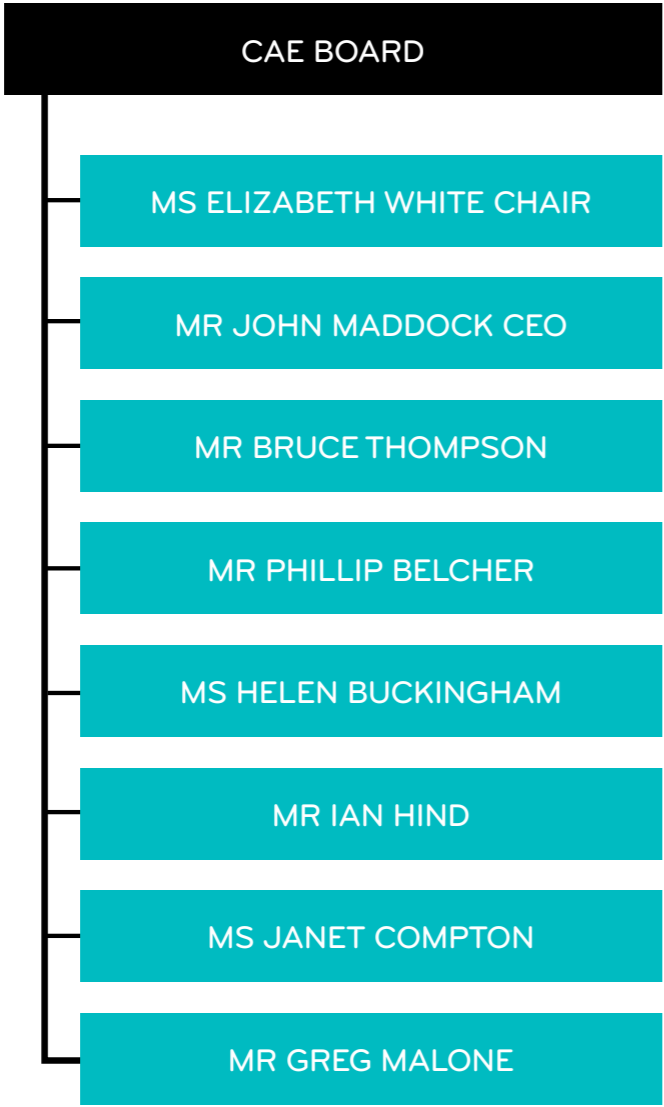 CAE BOARD
MS ELIZABETH WHITE CHAIR
MR JOHN MADDOCK CEO
MR BRUCE THOMPSON
MR PHILLIP BELCHER
MS HELEN BUCKINGHAM
MR IAN HIND
MS JANET COMPTON
MR GREG MALONE